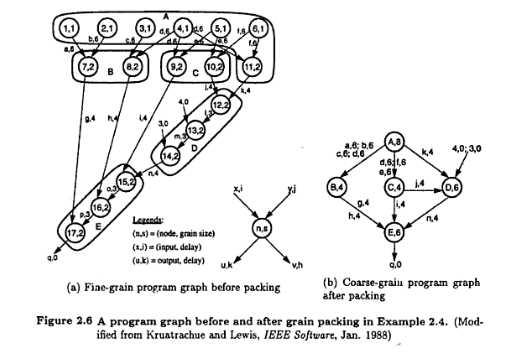 A
1,1 2,1 3,1 4,1 5,1 6,1
a,6 b,6 c,6 d,6 d,6 e,6 f,6 f,6
7,2 8,2 9,2 10,2 11,2
B C
j,4 k,4
12,2
4,0
3,0 13,2
m,3
14,2 D
g,4 h,4 i,4
n,4
15,2
o,3
16,2
p,3 E
17,2
q,0
Legends:
(n,s) = (node, grain size)
(x,i) = (input, delay)
(u,k) = output, delay)
x,i y,j
n,s
u,k v,h
(a) Fine-grain program graph before packing
a,6; b,6 A,8 k,4
c,6; d,6 4,0; 3,0
d,6; f,6
e,6
B,4 C,4 j,4 D,6
g,4 i,4
h,4 n,4
E,6
q,0
(b) Coarse-grain program graph
after packing
Figure 2.6 A program graph before and after grain packing in Example 2.4. (Mod-
ified from Kruatrachue and Lewis, IEEE Software, Jan. 1988)